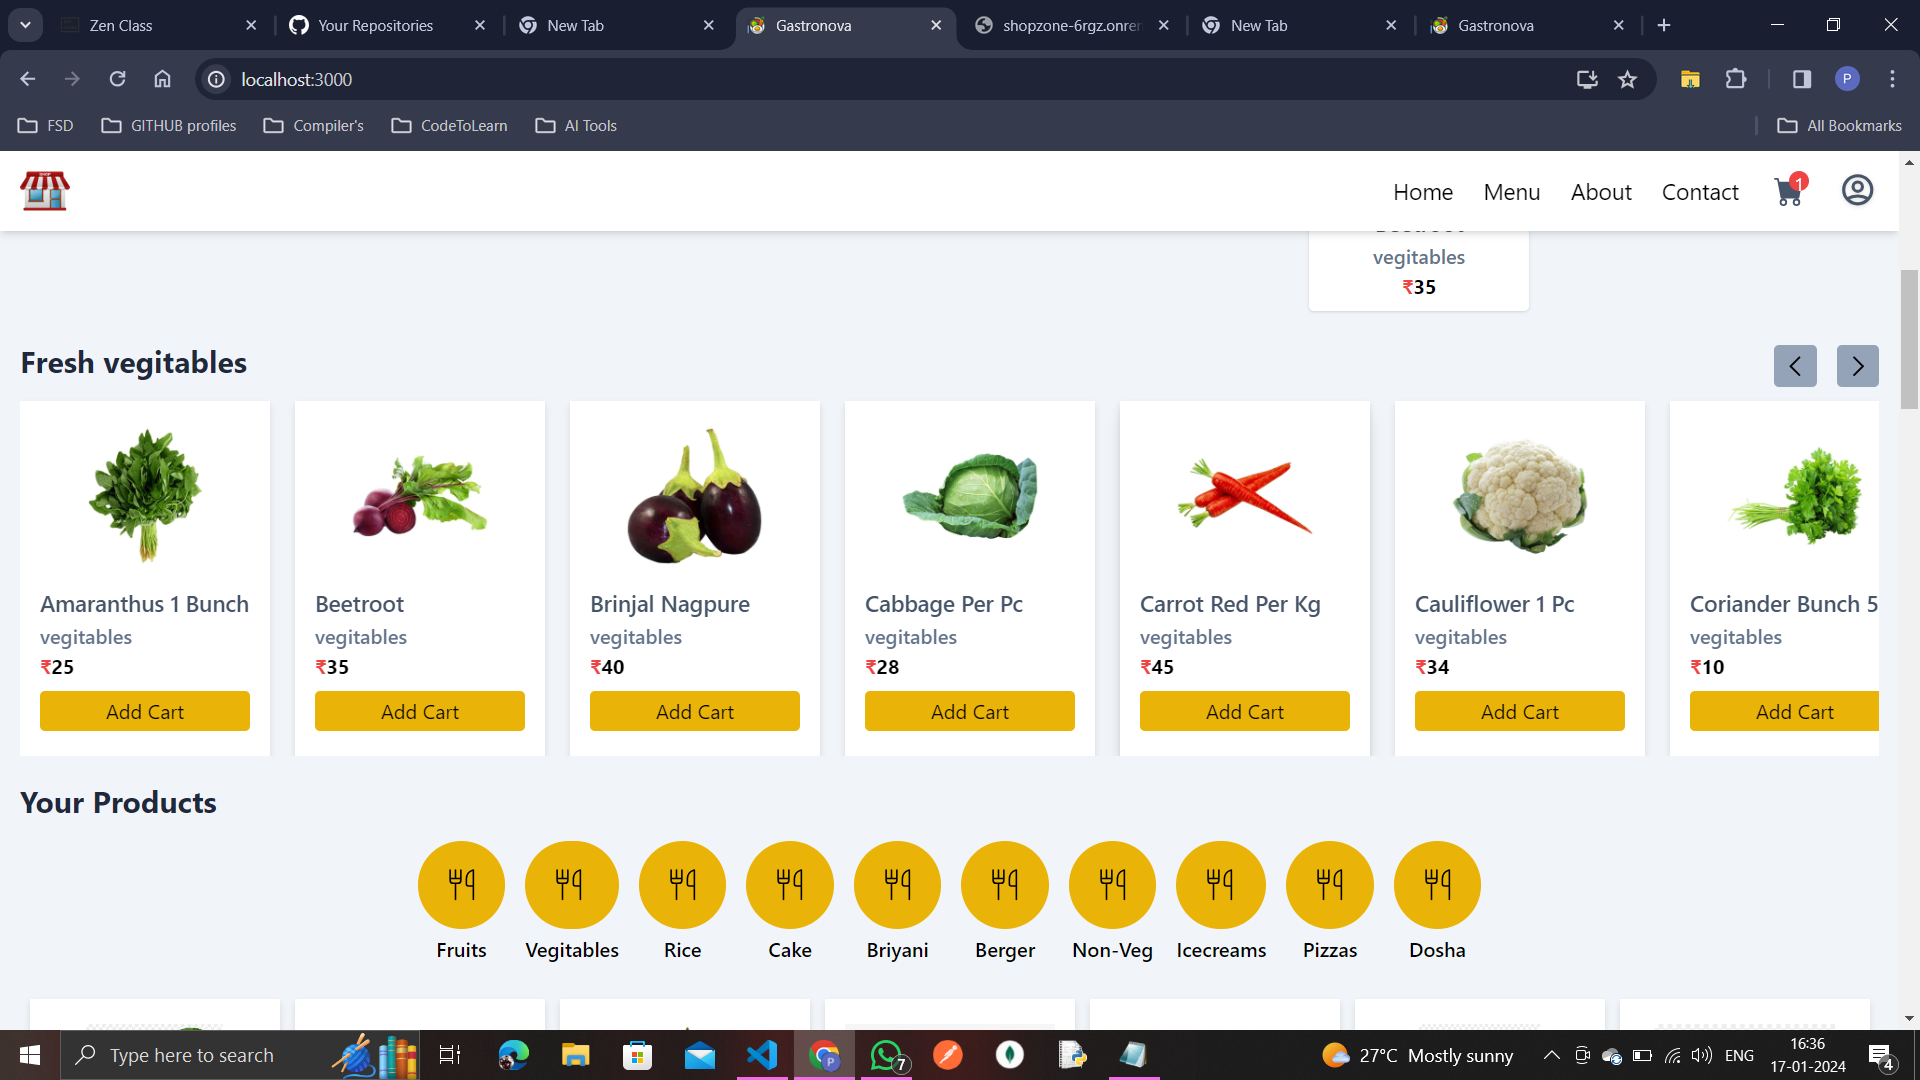 Zen Class
Your Repositories
New Tab
Gastronova
shopzone-6rgz.onren
New Tab
Gastronova
localhost:3000
P
FSD
GITHUB profiles
Compiler's
CodeToLearn
AI Tools
All Bookmarks
SHOP
Home
Menu
About
Contact
1
Beetroot
vegitables
₹35
Fresh vegitables
Amaranthus 1 Bunch
vegitables
₹25
Add Cart
Beetroot
vegitables
₹35
Add Cart
Brinjal Nagpure
vegitables
₹40
Add Cart
Cabbage Per Pc
vegitables
₹28
Add Cart
Carrot Red Per Kg
vegitables
₹45
Add Cart
Cauliflower 1 Pc
vegitables
₹34
Add Cart
Coriander Bunch 5
vegitables
₹10
Add Cart
Your Products
Fruits
Vegitables
Rice
Cake
Briyani
Berger
Non-Veg
Icecreams
Pizzas
Dosha
Type here to search
P
7
27°C Mostly sunny
ENG
16:36
17-01-2024
4